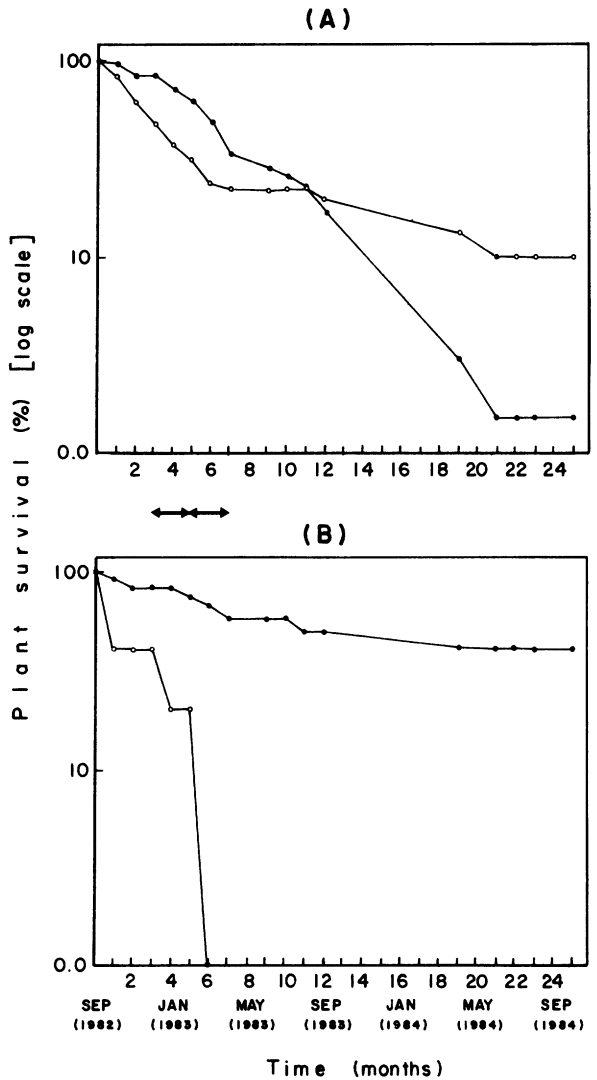 (A)
100
10
0.0
2 4 6 8 10 12 14 16 18 20 22 24
Plant survival (%) [log scale]
(B)
100
10
0.0
2 4 6 8 10 12 14 16 18 20 22 24
SEP JAN MAY SEP JAN MAY SEP
(1982) (1983) (1983) (1983) (1984) (1984) (1984)
Time (months)